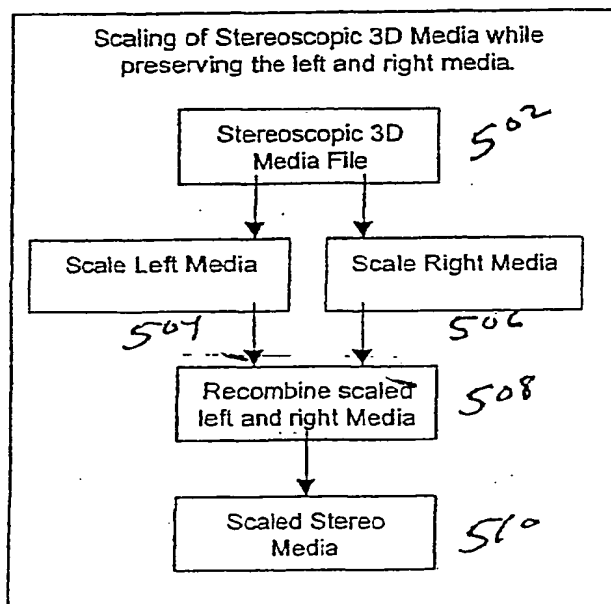 Scaling of Stereoscopic 3D Media while
preserving the left and right media.
Stereoscopic 3D
Media File
502
Scale Left Media
Scale Right Media
504
506
Recombine scaled
left and right Media
508
Scaled Stereo
Media
510